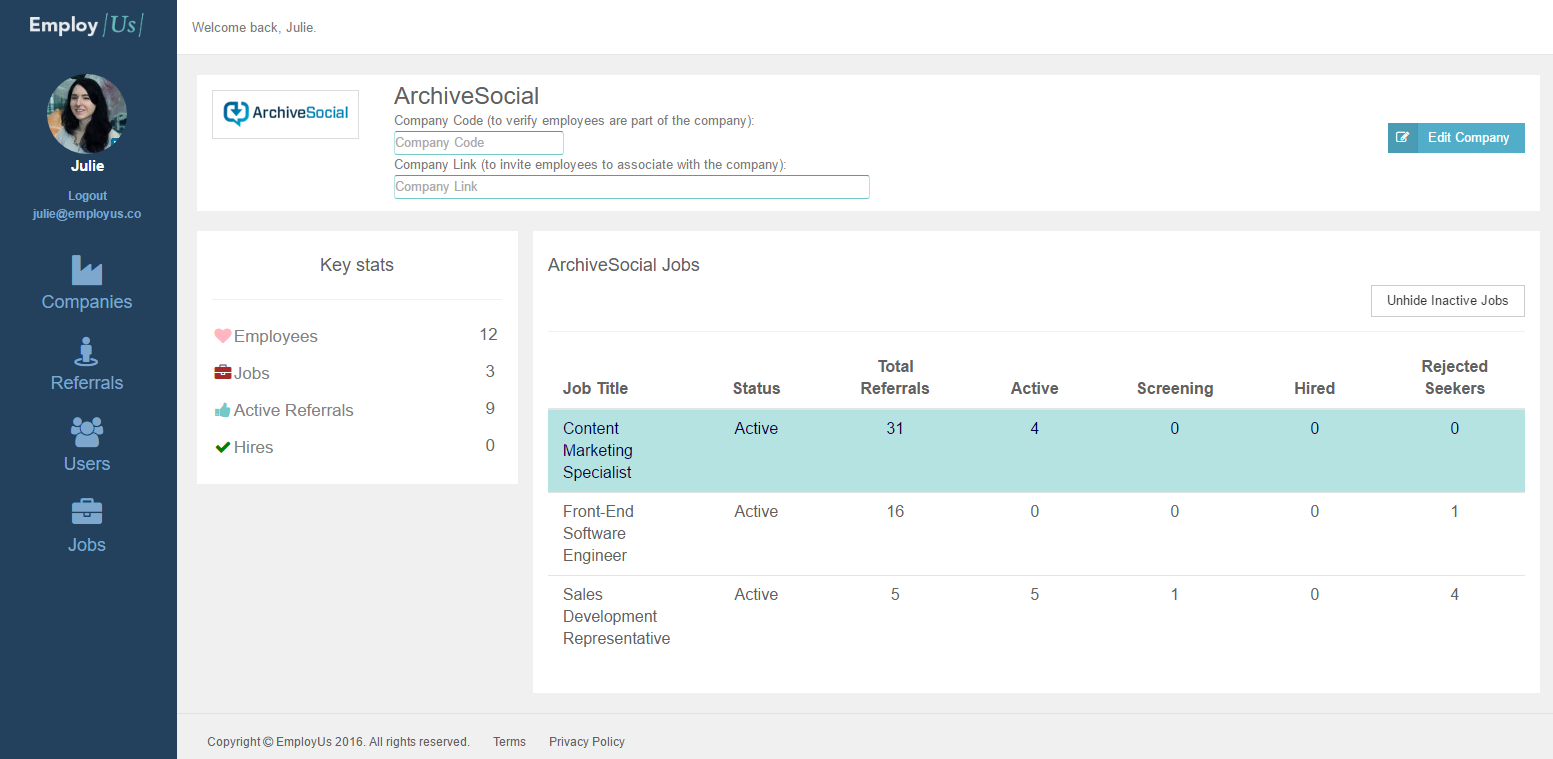 Employ |Us|
Welcome back, Julie.
Julie
Logout
julie@employus.co
Companies
Referrals
Users
Jobs
ArchiveSocial
ArchiveSocial
Company Code (to verify employees are part of the company):
Company Code
Company Link (to invite employees to associate with the company):
Company Link
Edit Company
Key stats
Employees 12
Jobs 3
Active Referrals 9
Hires 0
ArchiveSocial Jobs
Unhide Inactive Jobs
Total Rejected
Job Title Status Referrals Active Screening Hired Seekers
Content Active 31 4 0 0 0
Marketing
Specialist
Front-End Active 16 0 0 0 1
Software
Engineer
Sales Active 5 5 1 0 4
Development
Representative
Copyright © EmployUs 2016. All rights reserved. Terms Privacy Policy